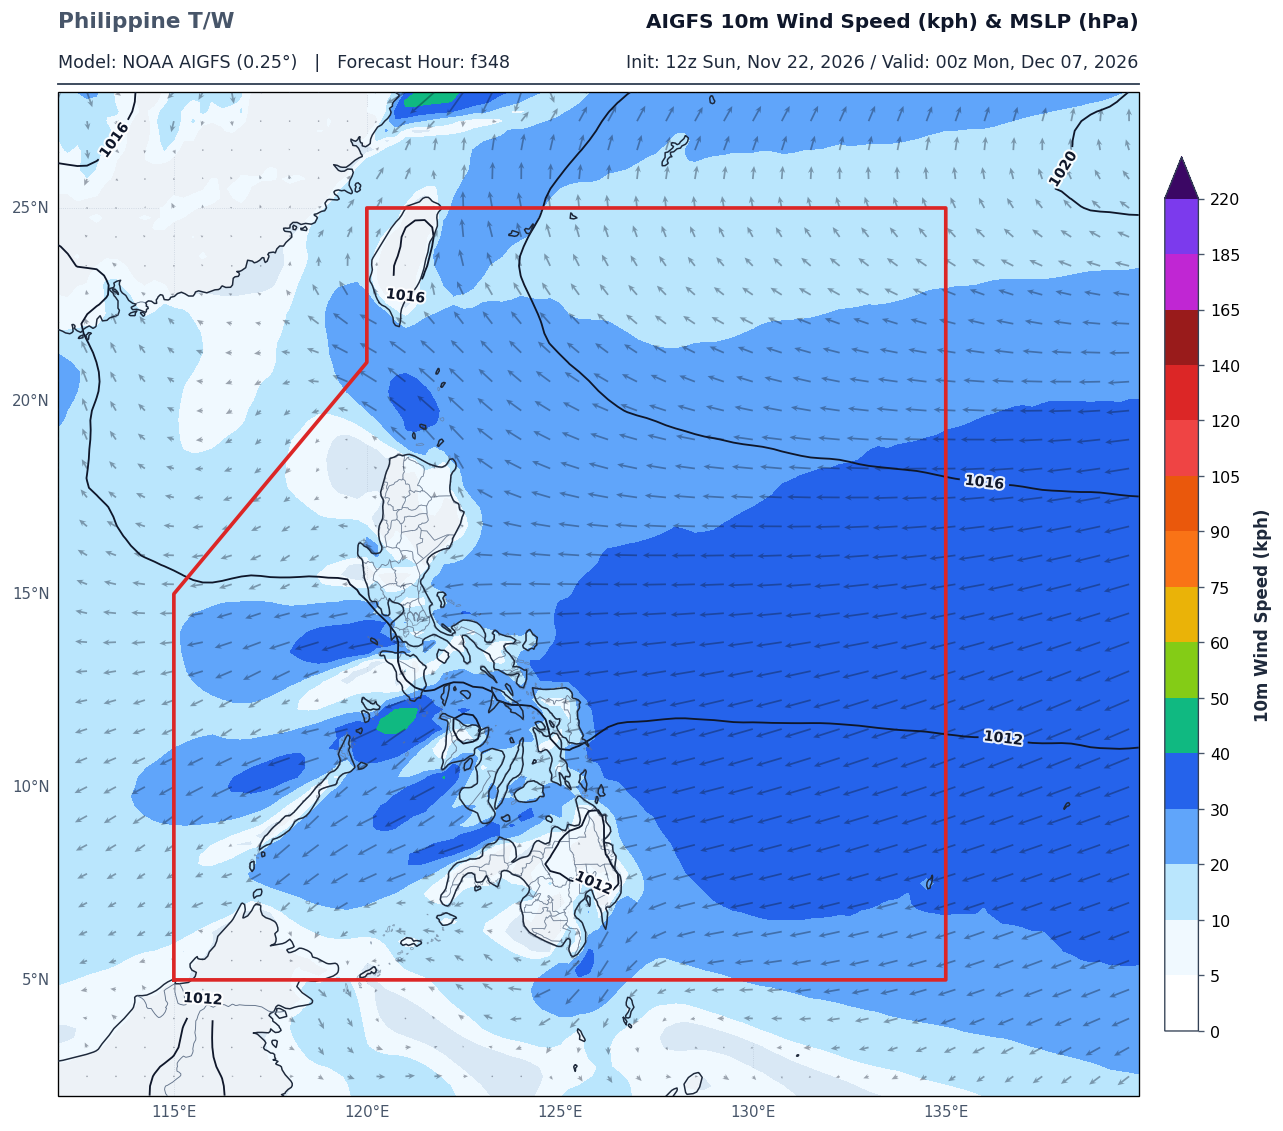 Philippine T/W
AIGFS 10m Wind Speed (kph) & MSLP (hPa)
Model: NOAA AIGFS (0.25°) | Forecast Hour: f348
Init: 12z Sun, Nov 22, 2026 / Valid: 00z Mon, Dec 07, 2026
1016
1020
25°N
1016
20°N
1016
15°N
1012
10°N
1012
5°N
1012
115°E
120°E
125°E
130°E
135°E
220
185
165
140
120
105
90
75
60
50
40
30
20
10
5
0
10m Wind Speed (kph)